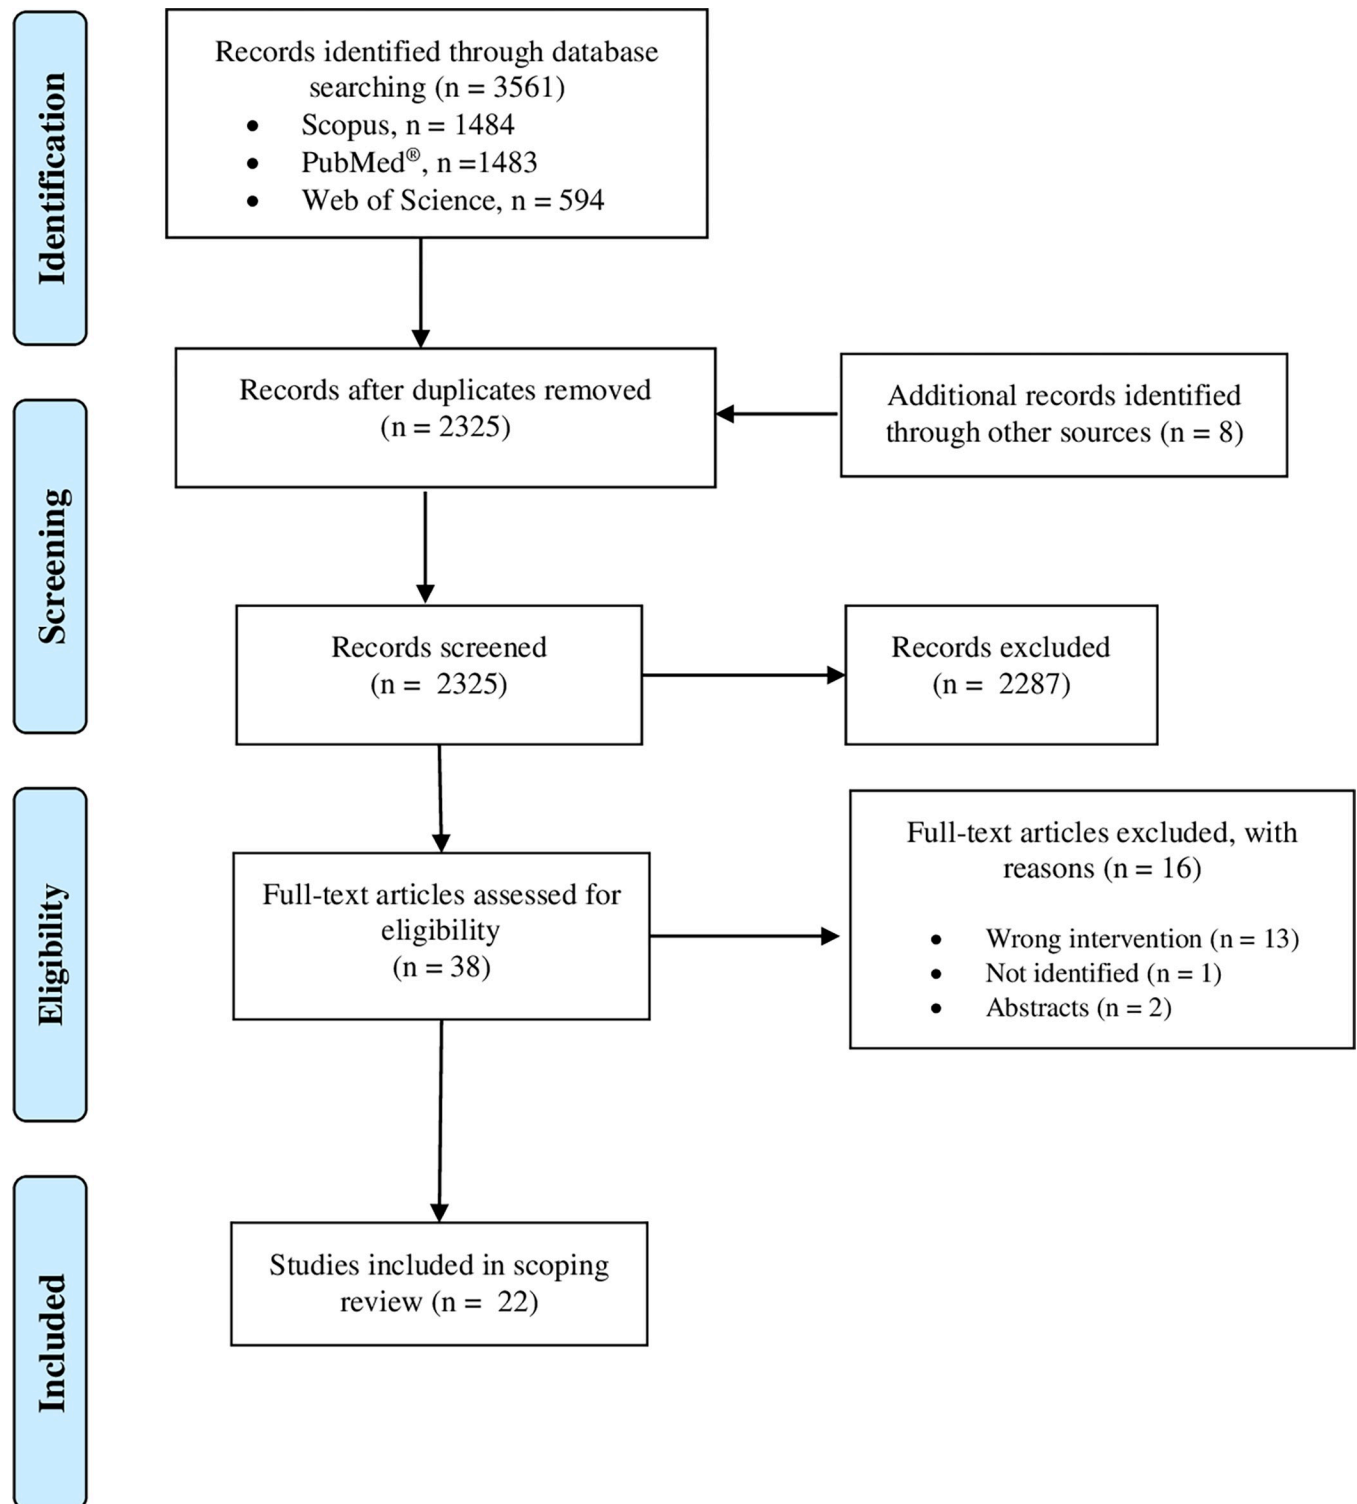 Identification
Records identified through database
searching (n = 3561)
• Scopus, n = 1484
• PubMed®, n =1483
• Web of Science, n = 594
Records after duplicates removed
(n = 2325)
Additional records identified
through other sources (n = 8)
Screening
Records screened
(n = 2325)
Records excluded
(n = 2287)
Eligibility
Full-text articles assessed for
eligibility
(n = 38)
Full-text articles excluded, with
reasons (n = 16)
• Wrong intervention (n = 13)
• Not identified (n = 1)
• Abstracts (n = 2)
Included
Studies included in scoping
review (n = 22)